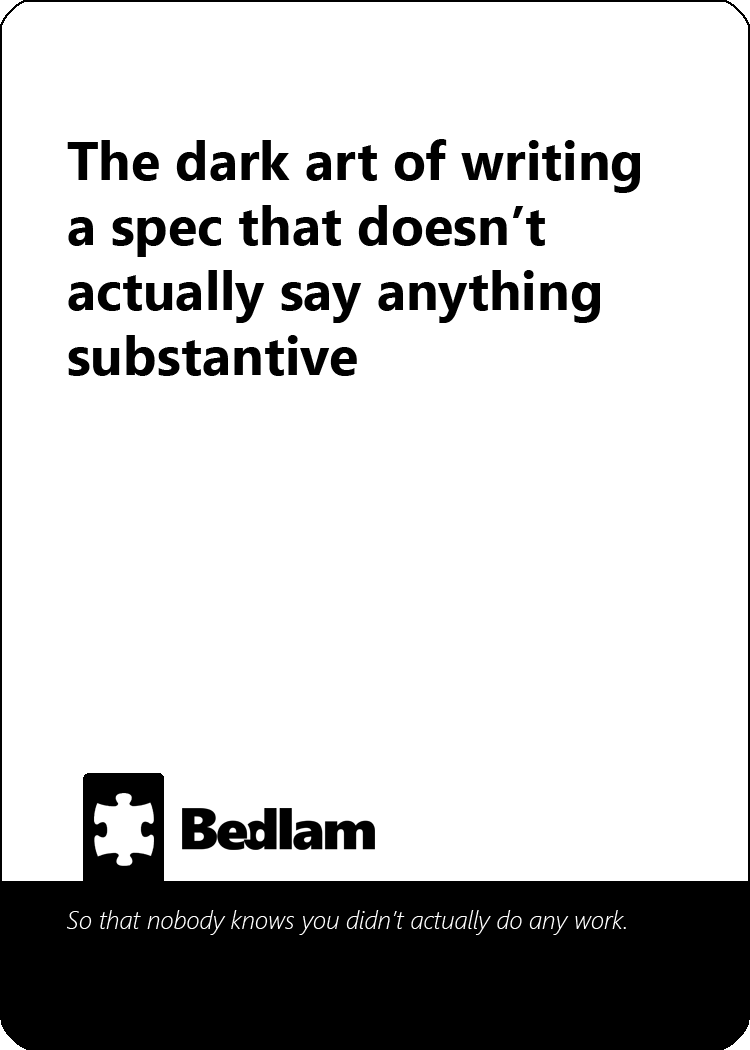 The dark art of writing
a spec that doesn’t
actually say anything
substantive
Bedlam
So that nobody knows you didn’t actually do any work.